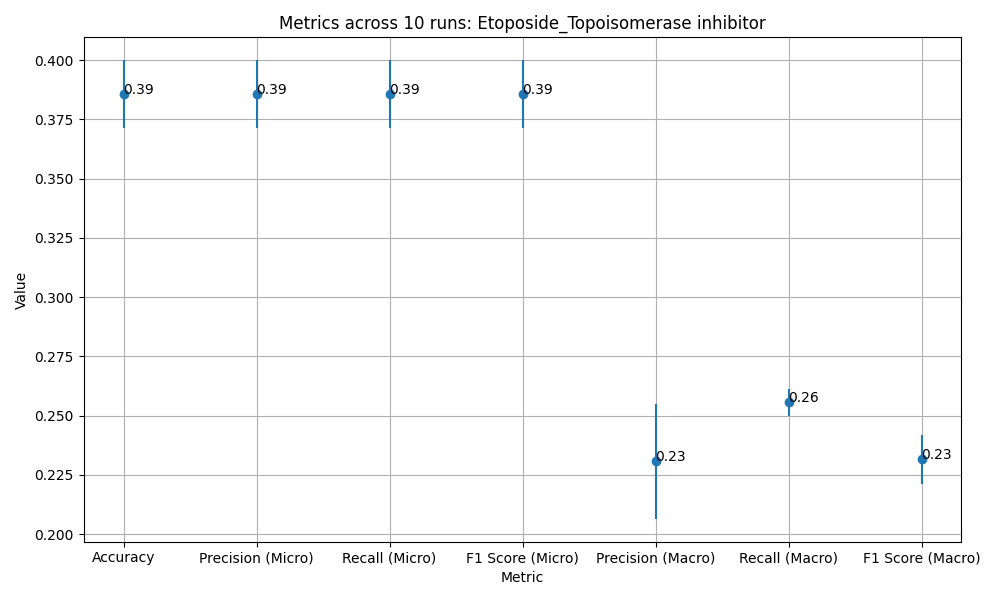 Metrics across 10 runs: Etoposide_Topoisomerase inhibitor
0.400
0.375
0.350
0.325
0.300
0.275
0.250
0.225
0.200
Value
0.39
0.39
0.39
0.39
0.23
0.26
0.23
Accuracy
Precision (Micro)
Recall (Micro)
F1 Score (Micro)
Precision (Macro)
Recall (Macro)
F1 Score (Macro)
Metric